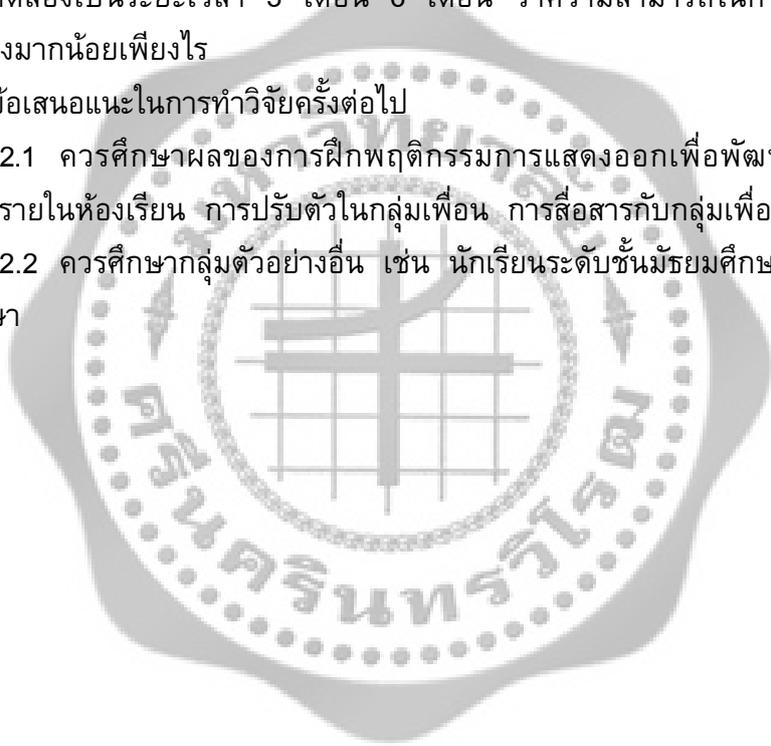 เป็นระยะเวลา 3 เดือน 6 เดือน ว่าความสามารถใน
มากน้อยเพียงไร
ข้อเสนอแนะในการทำวิจัยครั้งต่อไป
2.1 ควรศึกษาผลของการฝึกพฤติกรรมการแสดงออกเพื่อพัฒ
รายในห้องเรียน การปรับตัวในกลุ่มเพื่อน การสื่อสารกับกลุ่มเพื่อ
2.2 ควรศึกษากลุ่มตัวอย่างอื่น เช่น นักเรียนระดับชั้นมัธยมศึกษ
มหาวิทยาลัย
ศรีนครินทรวิโรฒ